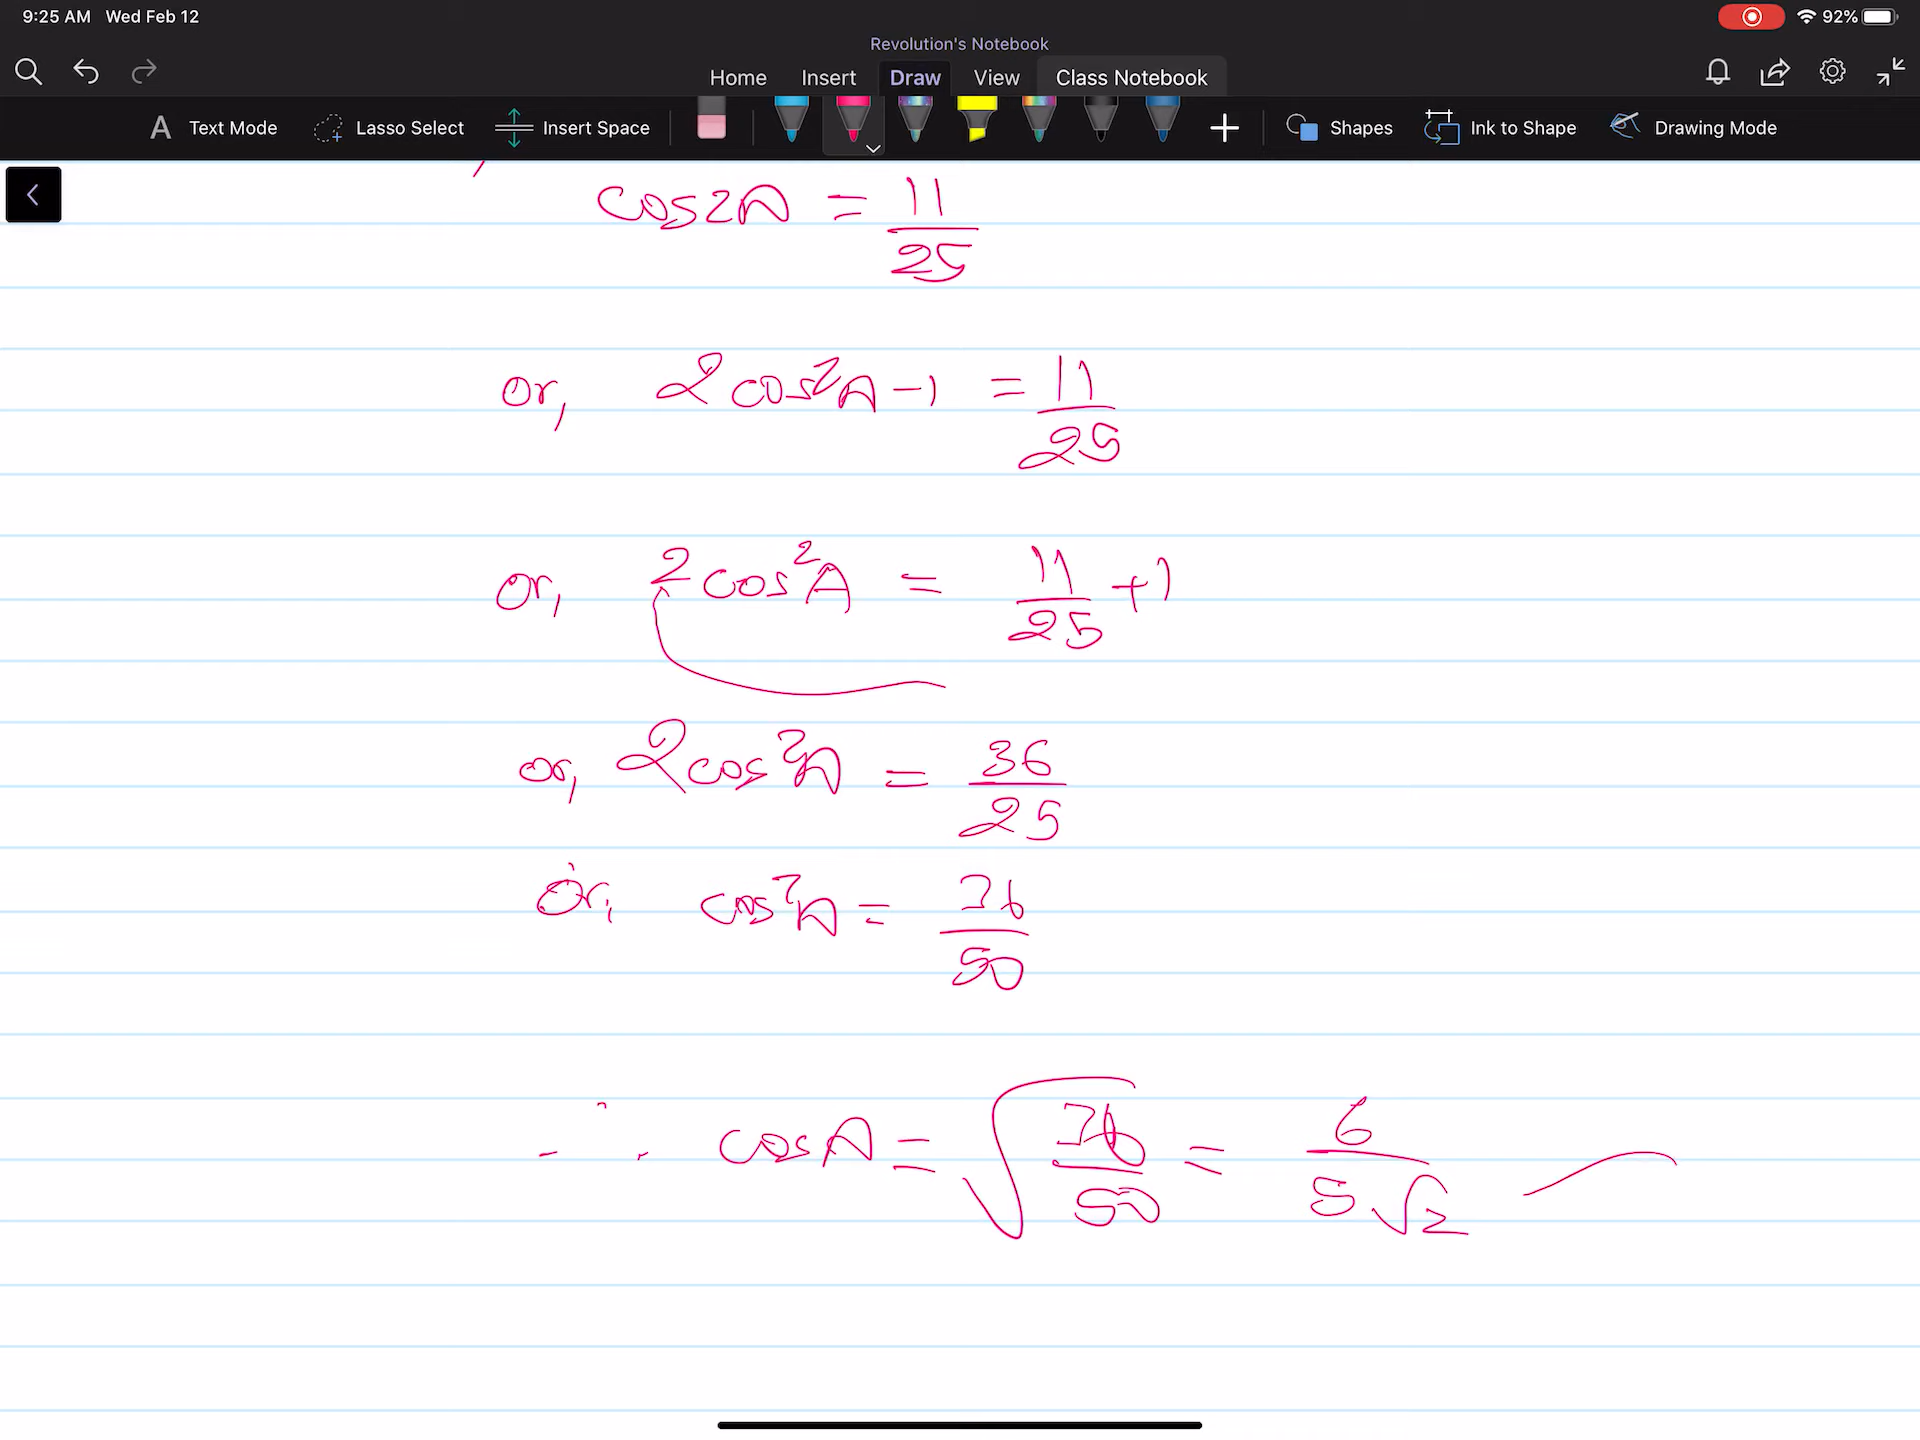 9:25 AM Wed Feb 12
92%
Revolution's Notebook
Home Insert Draw View Class Notebook
Text Mode Lasso Select Insert Space Shapes Ink to Shape Drawing Mode
cos2A = 11/25
or, 2cos²A-1 = 11/25
or, 2cos²A = 11/25 +1
or, 2cos²A = 36/25
Or, cos²A = 36/50
∴ cosA = √(36/50) = 6/5√2